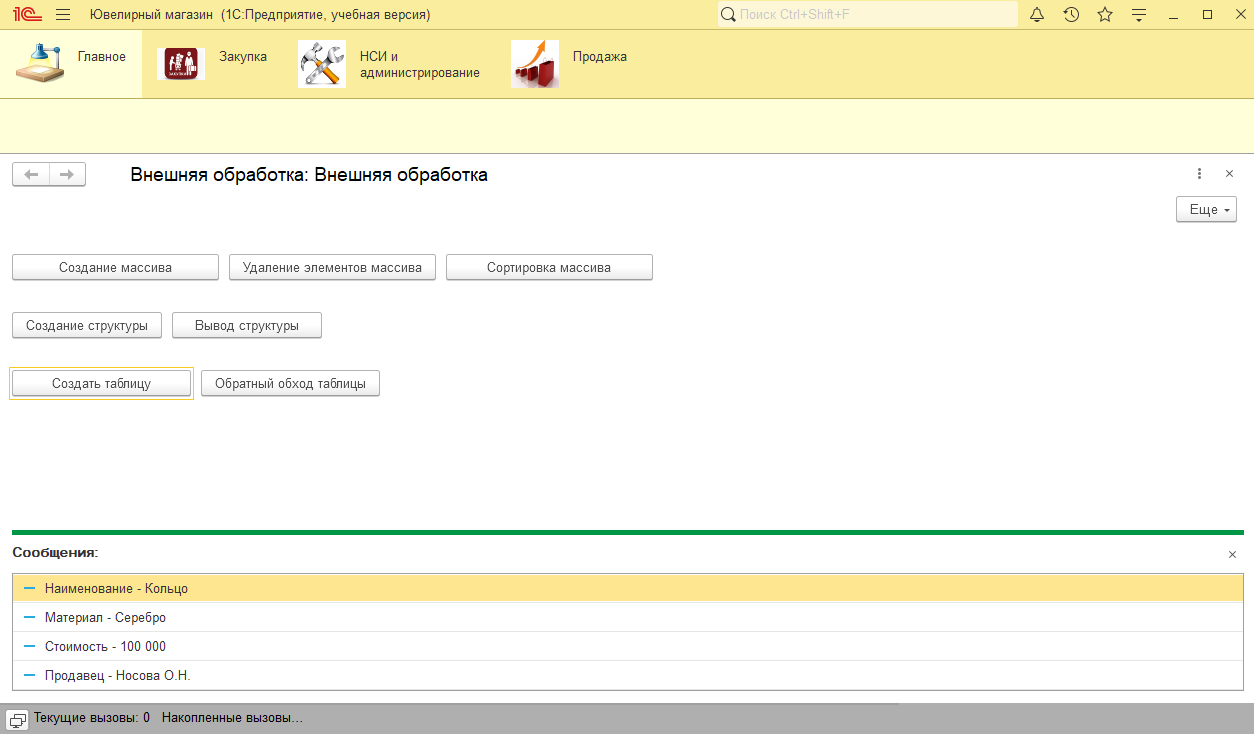 1С Ювелирный магазин (1С:Предприятие, учебная версия) Поиск Ctrl+Shift+F
Главное Закупка НСИ и администрирование Продажа
Внешняя обработка: Внешняя обработка
Еще
Создание массива Удаление элементов массива Сортировка массива
Создание структуры Вывод структуры
Создать таблицу Обратный обход таблицы
Сообщения:
Наименование - Кольцо
Материал - Серебро
Стоимость - 100 000
Продавец - Носова О.Н.
Текущие вызовы: 0 Накопленные вызовы...